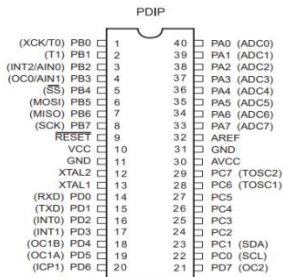 PDIP
(XCK/T0) PB0 1 40 PA0 (ADC0)
(T1) PB1 2 39 PA1 (ADC1)
(INT2/AIN0) PB2 3 38 PA2 (ADC2)
(OC0/AIN1) PB3 4 37 PA3 (ADC3)
(SS) PB4 5 36 PA4 (ADC4)
(MOSI) PB5 6 35 PA5 (ADC5)
(MISO) PB6 7 34 PA6 (ADC6)
(SCK) PB7 8 33 PA7 (ADC7)
RESET 9 32 AREF
VCC 10 31 GND
GND 11 30 AVCC
XTAL2 12 29 PC7 (TOSC2)
XTAL1 13 28 PC6 (TOSC1)
(RXD) PD0 14 27 PC5
(TXD) PD1 15 26 PC4
(INT0) PD2 16 25 PC3
(INT1) PD3 17 24 PC2
(OC1B) PD4 18 23 PC1 (SDA)
(OC1A) PD5 19 22 PC0 (SCL)
(ICP1) PD6 20 21 PD7 (OC2)